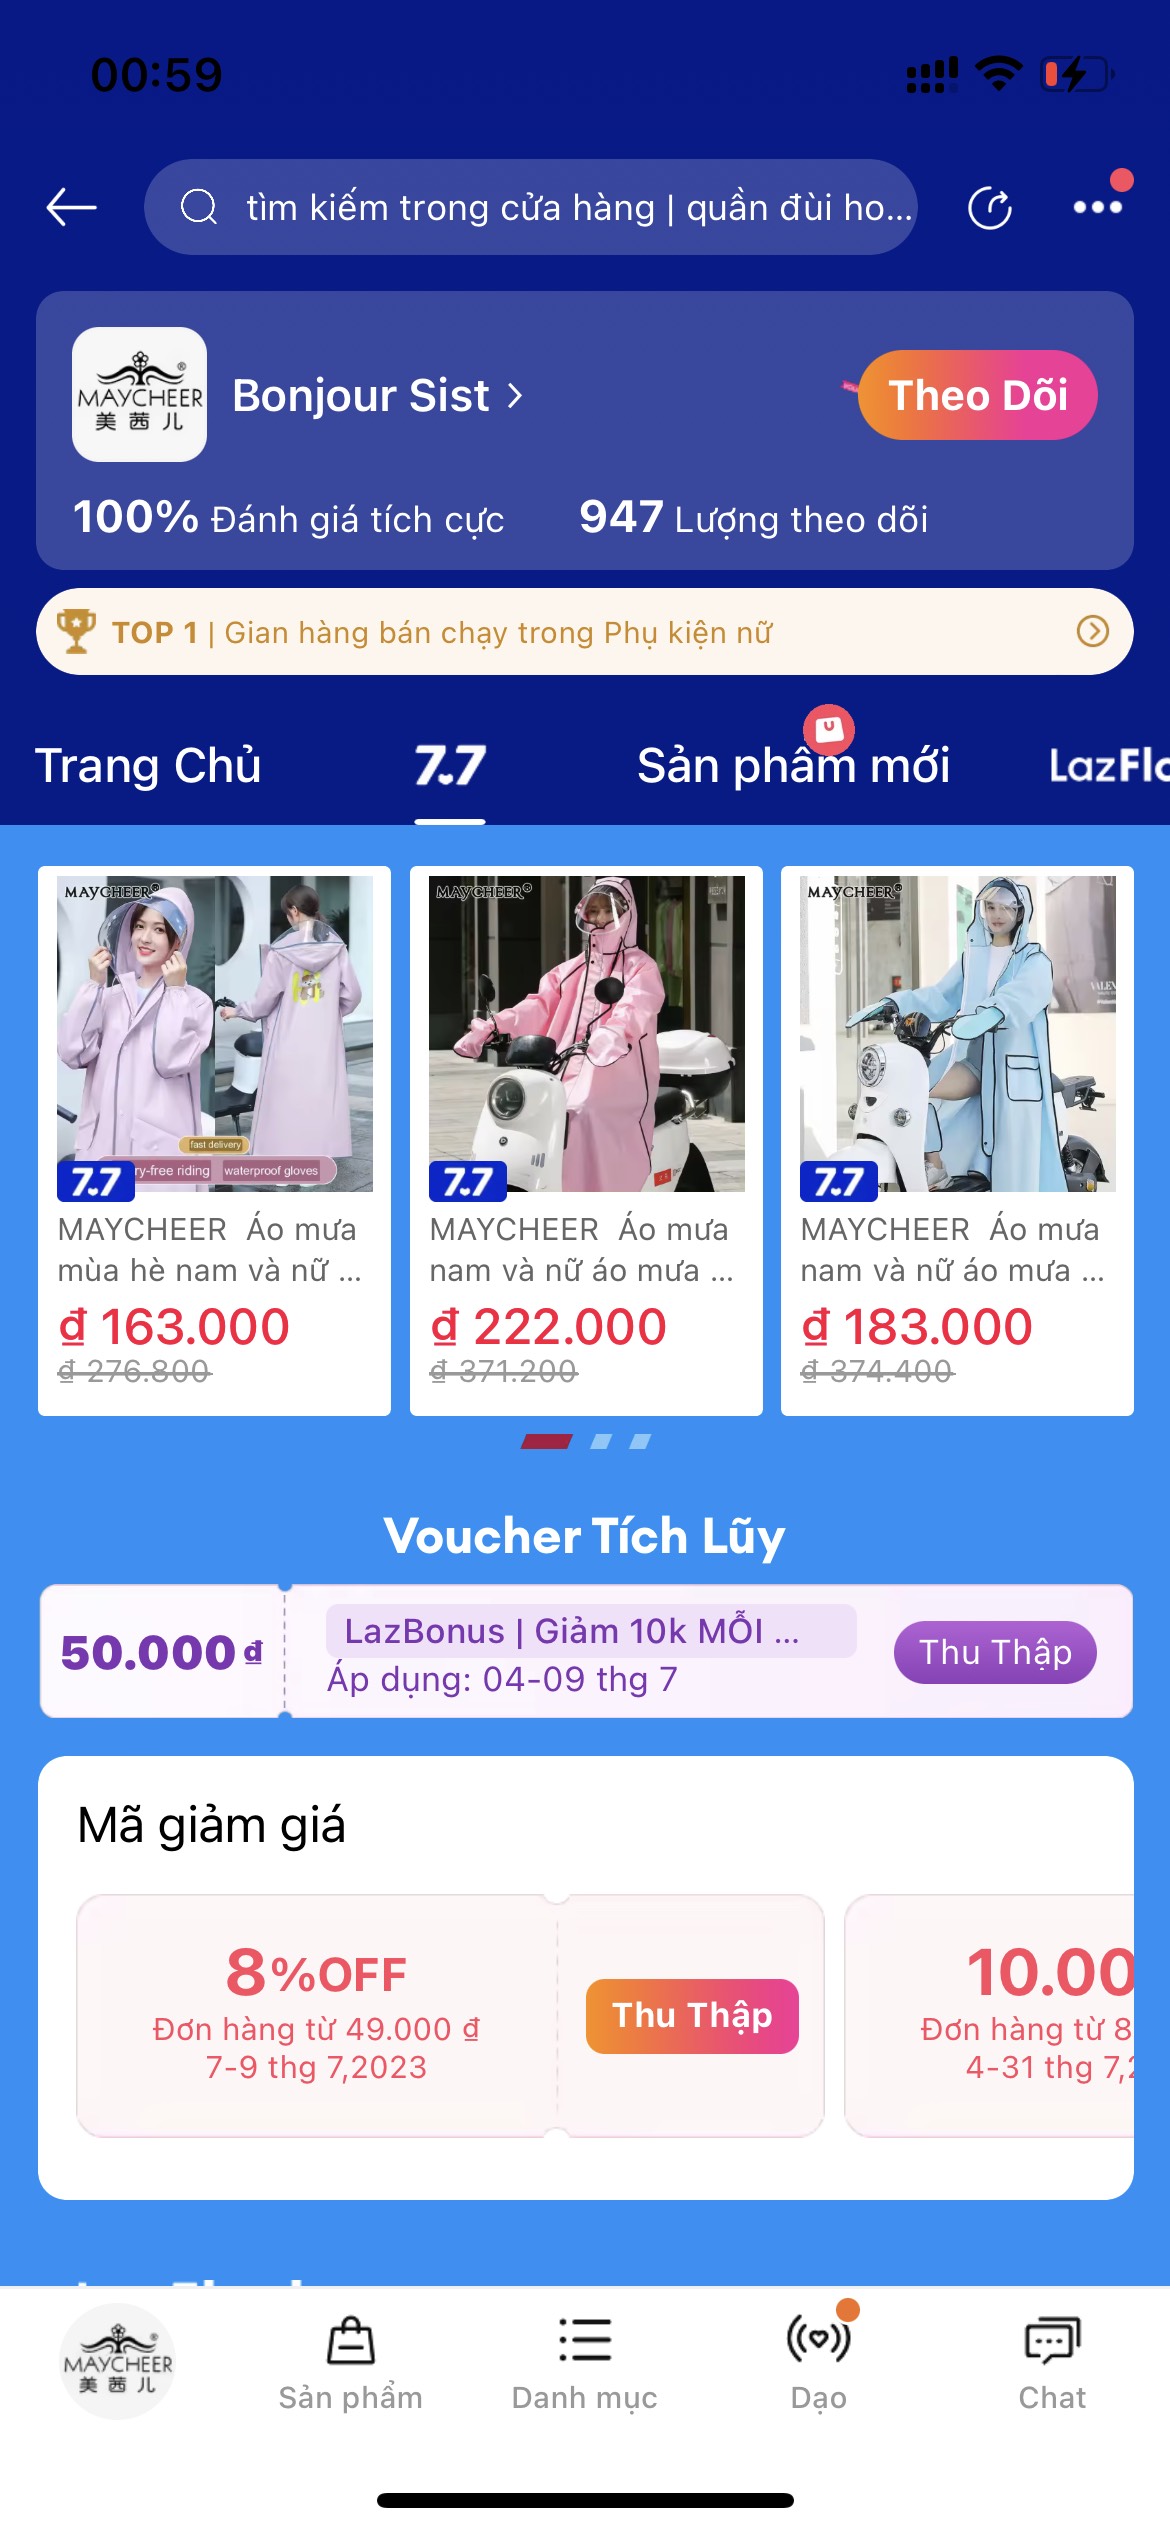 00:59
tìm kiếm trong cửa hàng | quần đùi ho...
MAYCHEER
美茜儿
Bonjour Sist
Theo Dõi
100% Đánh giá tích cực
947 Lượng theo dõi
TOP 1 | Gian hàng bán chạy trong Phụ kiện nữ
Trang Chủ
7.7
Sản phẩm mới
LazFlo
MAYCHEER®
fast delivery
ry-free riding waterproof gloves
7.7
MAYCHEER Áo mưa
mùa hè nam và nữ ...
₫ 163.000
₫ 276.800
MAYCHEER®
7.7
MAYCHEER Áo mưa
nam và nữ áo mưa ...
₫ 222.000
₫ 371.200
MAYCHEER®
VALEN
7.7
MAYCHEER Áo mưa
nam và nữ áo mưa ...
₫ 183.000
₫ 374.400
Voucher Tích Lũy
50.000 ₫
LazBonus | Giảm 10k MỖI ...
Áp dụng: 04-09 thg 7
Thu Thập
Mã giảm giá
8%OFF
Đơn hàng từ 49.000 ₫
7-9 thg 7,2023
Thu Thập
10.00
Đơn hàng từ 8
4-31 thg 7,2
MAYCHEER
美茜儿
Sản phẩm
Danh mục
Dạo
Chat